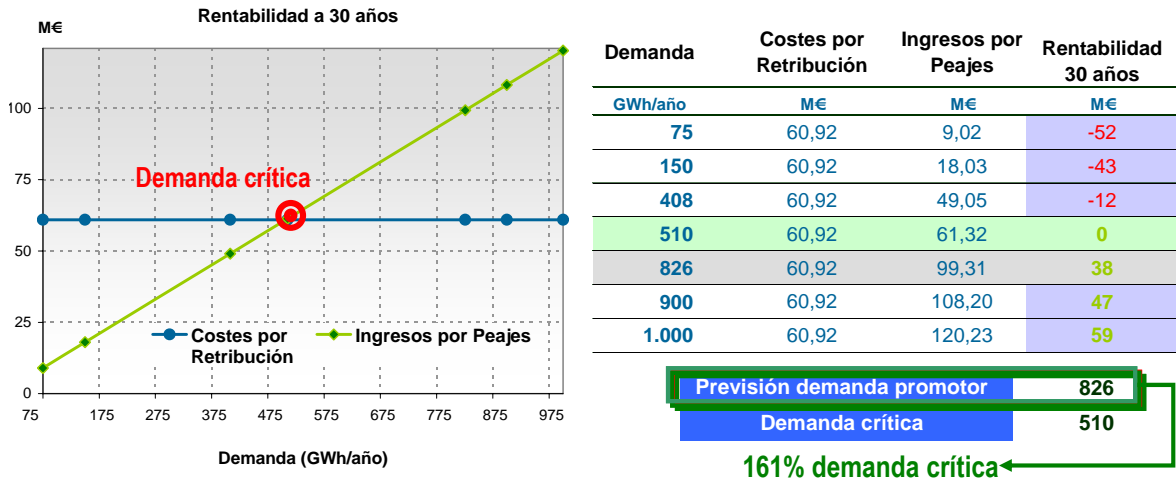 Rentabilidad a 30 años
M€
100
75
50
25
0
75 175 275 375 475 575 675 775 875 975
Demanda crítica
Costes por Retribución
Ingresos por Peajes
Demanda (GWh/año)
Demanda Costes por Retribución Ingresos por Peajes Rentabilidad 30 años
GWh/año M€ M€ M€
75 60,92 9,02 -52
150 60,92 18,03 -43
408 60,92 49,05 -12
510 60,92 61,32 0
826 60,92 99,31 38
900 60,92 108,20 47
1.000 60,92 120,23 59
Previsión demanda promotor 826
Demanda crítica 510
161% demanda crítica